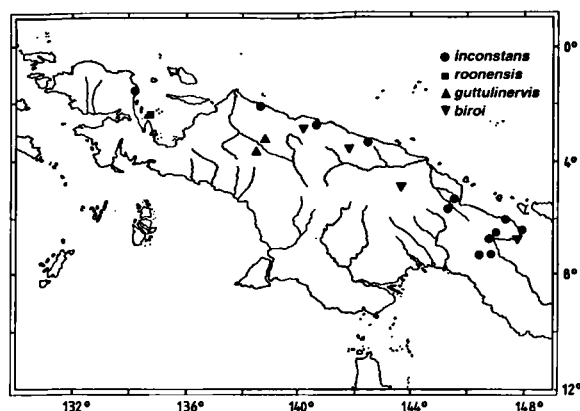 0°
● inconstans
■ roonensis
▲ guttulinervis
▼ biroi
4°
8°
12°
132° 136° 140° 144° 148°